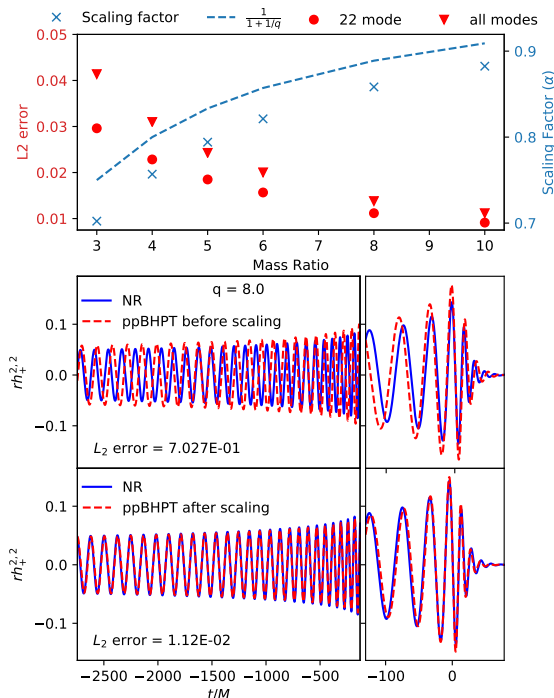 Scaling factor
1/(1+1/q)
22 mode
all modes
0.05
0.04
0.03
0.02
0.01
L2 error
0.9
0.8
0.7
Scaling Factor (α)
3 4 5 6 7 8 9 10
Mass Ratio
q = 8.0
NR
ppBHPT before scaling
0.1
0.0
−0.1
rh₊²,²
L₂ error = 7.027E-01
NR
ppBHPT after scaling
0.1
0.0
−0.1
rh₊²,²
L₂ error = 1.12E-02
−2500 −2000 −1500 −1000 −500
−100 0
t/M